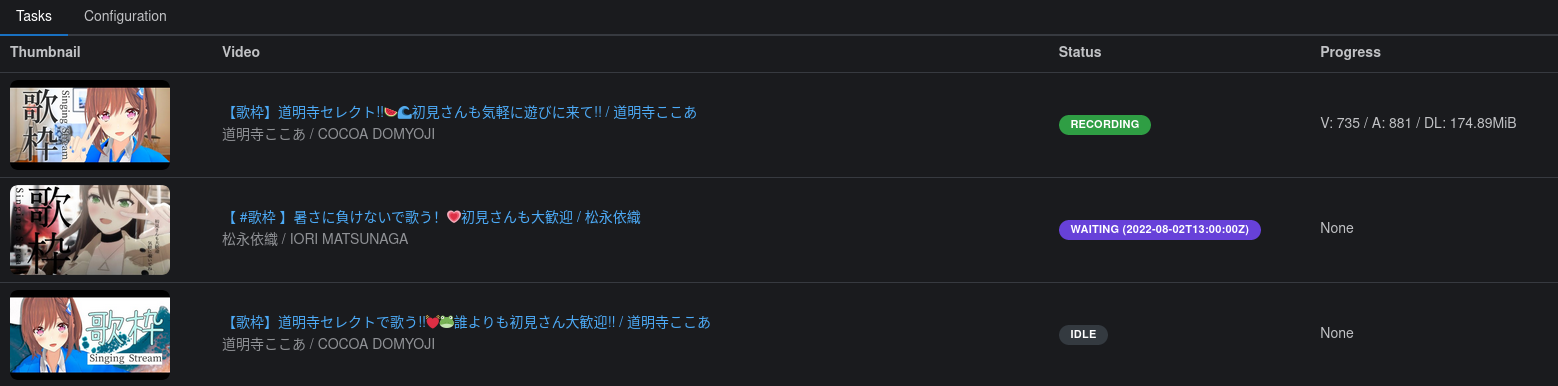 Tasks Configuration
Thumbnail Video Status Progress
歌枠 Singing Stream
【歌枠】道明寺セレクト!!🍉🌊初見さんも気軽に遊びに来て!! / 道明寺ここあ
道明寺ここあ / COCOA DOMYOJI
RECORDING
V: 735 / A: 881 / DL: 174.89MiB
歌枠
【 #歌枠 】暑さに負けないで歌う！💗初見さんも大歓迎 / 松永依織
松永依織 / IORI MATSUNAGA
WAITING (2022-08-02T13:00:00Z)
None
歌枠
Singing Stream
【歌枠】道明寺セレクトで歌う!!💓🐸誰よりも初見さん大歓迎!! / 道明寺ここあ
道明寺ここあ / COCOA DOMYOJI
IDLE
None